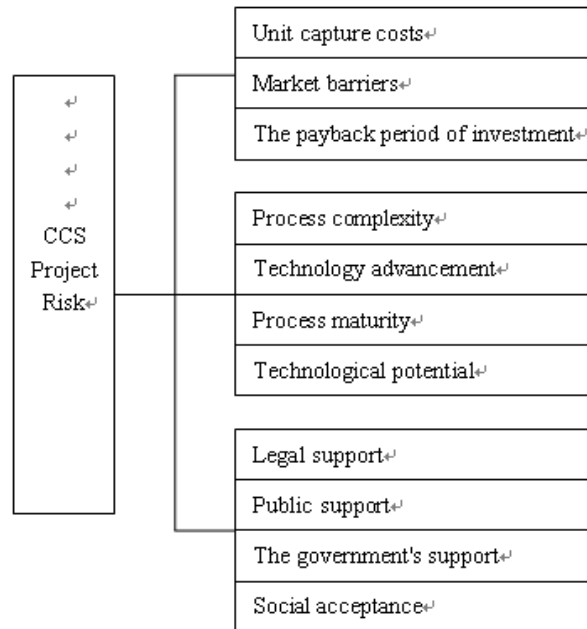 CCS
Project
Risk
Unit capture costs
Market barriers
The payback period of investment
Process complexity
Technology advancement
Process maturity
Technological potential
Legal support
Public support
The government's support
Social acceptance